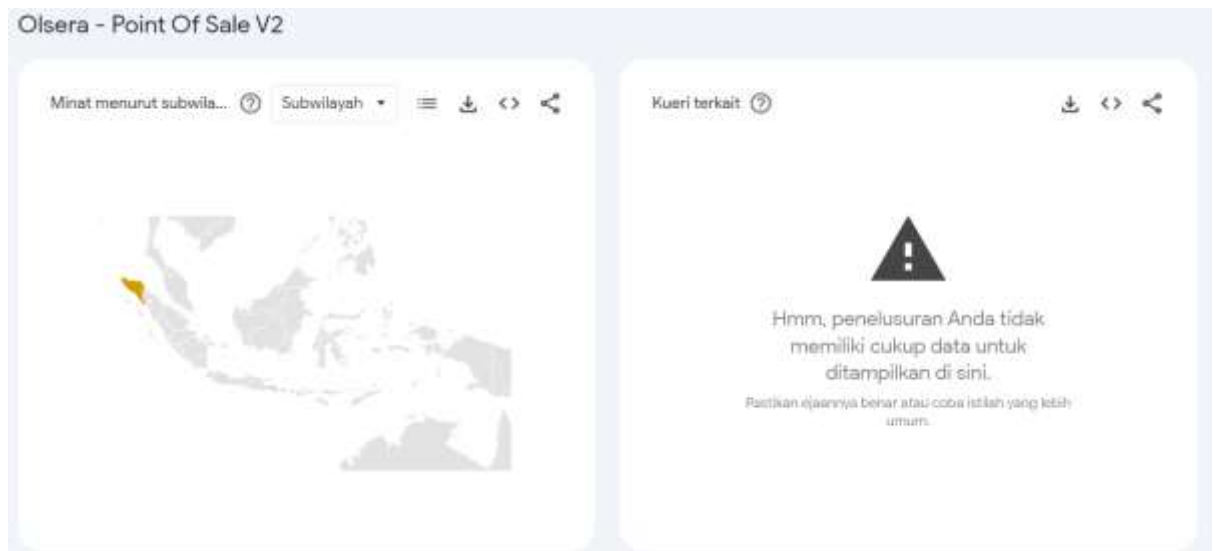 Olsera - Point Of Sale V2
Minat menurut subwila... Subwilayah
Kueri terkait
Hmm, penelusuran Anda tidak
memiliki cukup data untuk
ditampilkan di sini.
Pastikan ejaannya benar atau coba istilah yang lebih
umum.